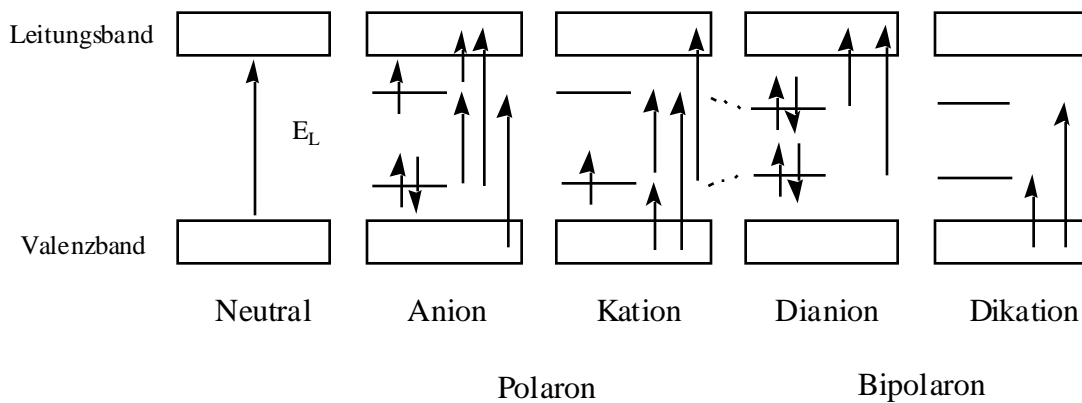 Leitungsband
E_L
Valenzband
Neutral Anion Kation Dianion Dikation
Polaron Bipolaron